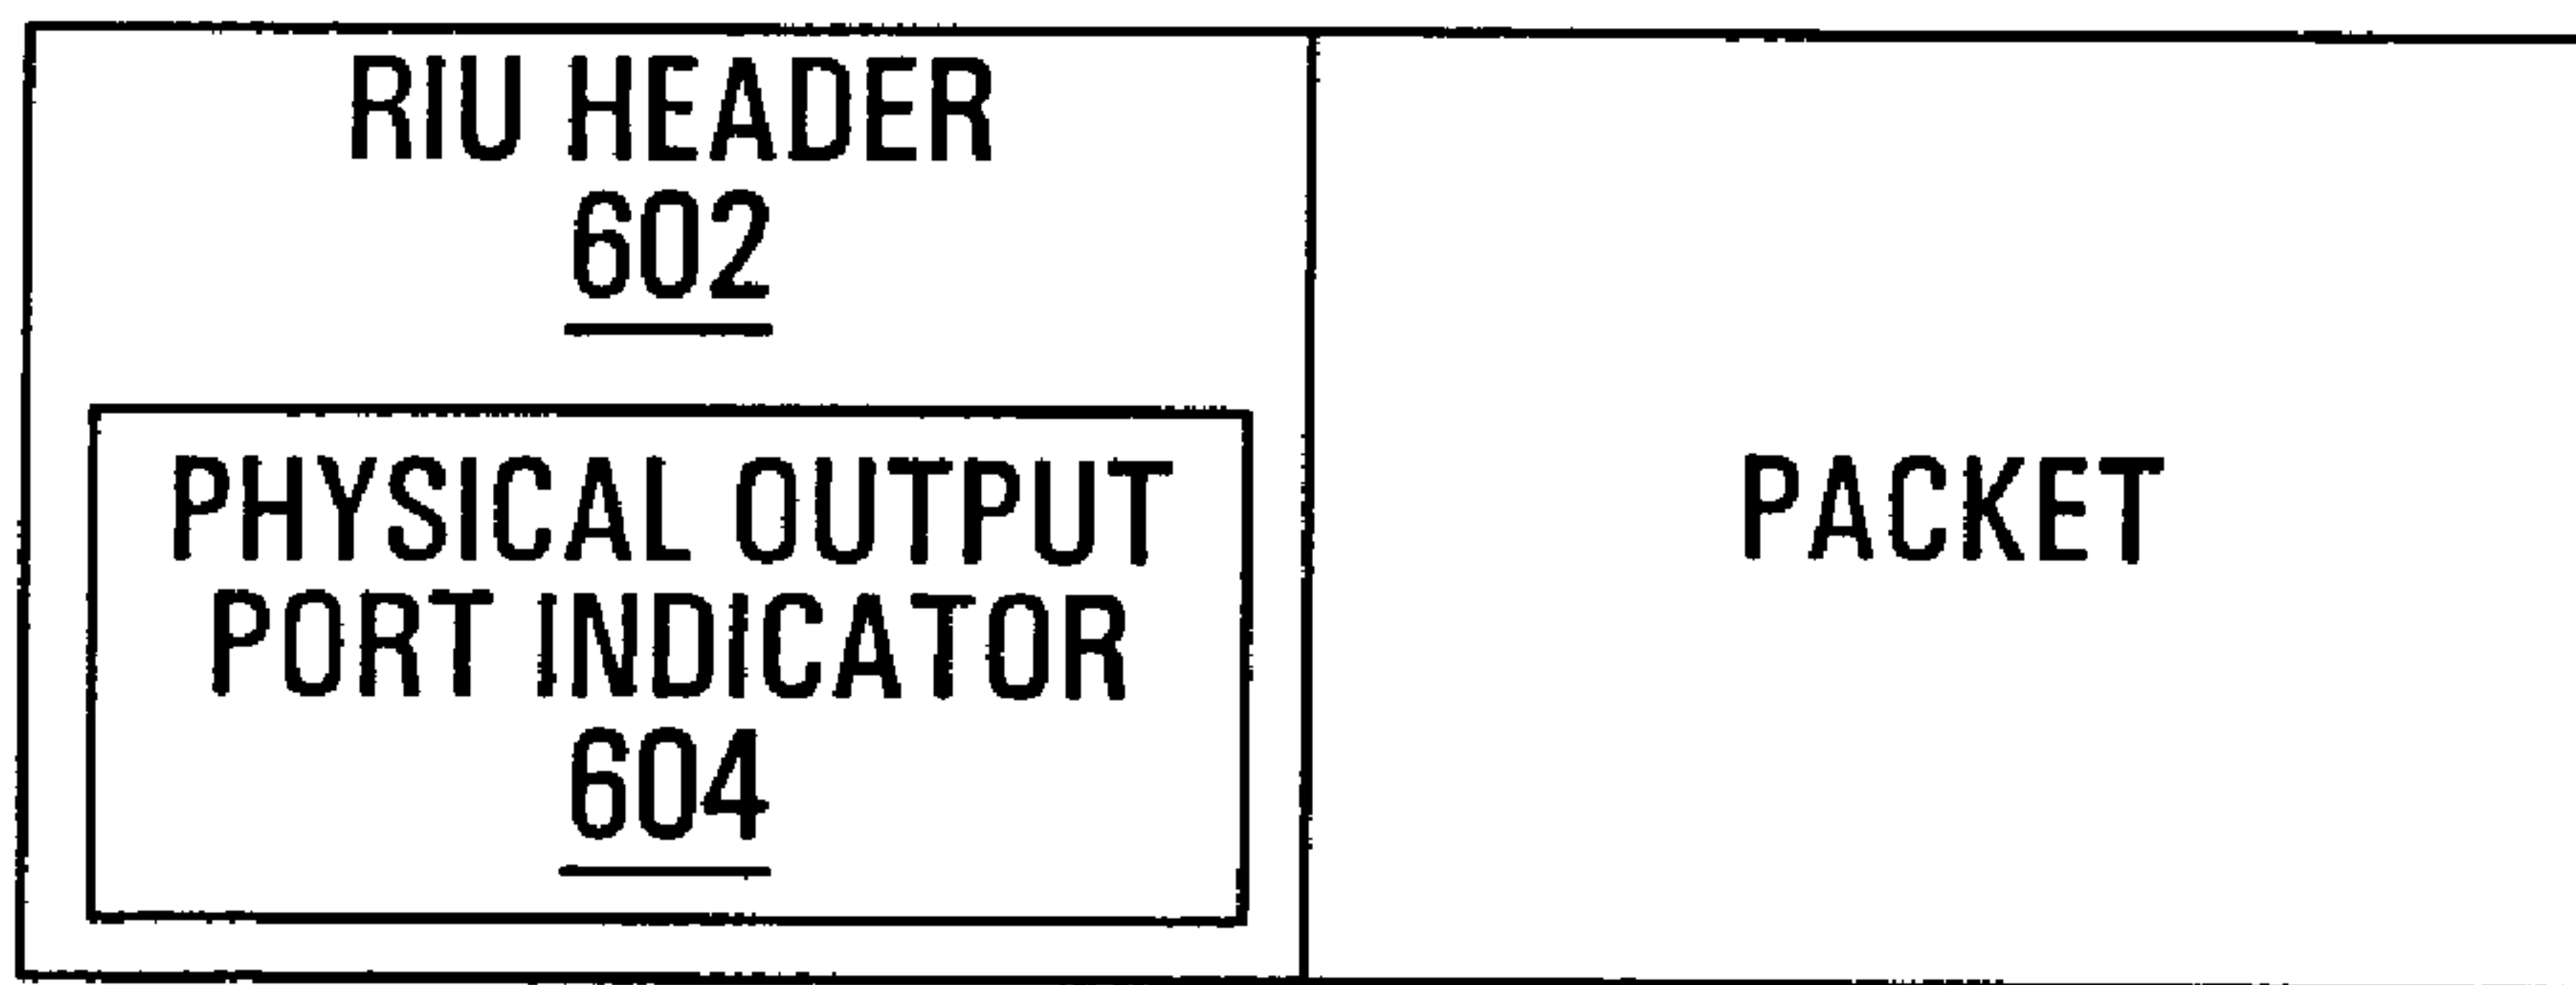 RIU HEADER
602
PHYSICAL OUTPUT
PORT INDICATOR
604
PACKET